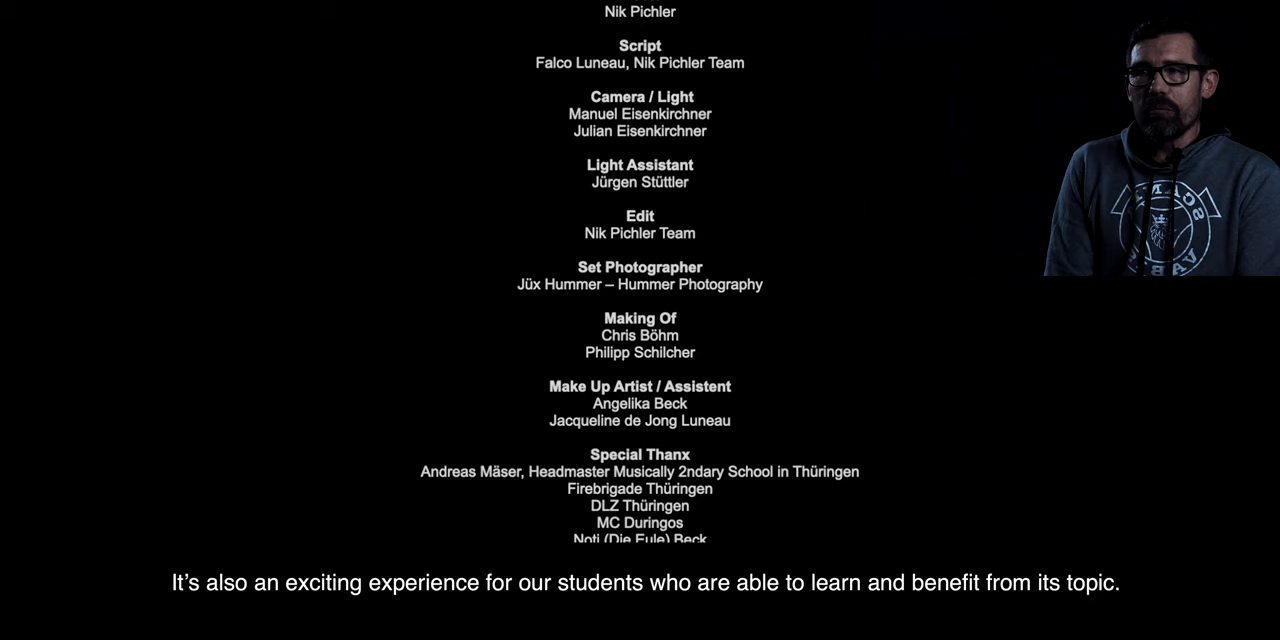 Nik Pichler
Script
Falco Luneau, Nik Pichler Team
Camera / Light
Manuel Eisenkirchner
Julian Eisenkirchner
Light Assistant
Jürgen Stüttler
Edit
Nik Pichler Team
Set Photographer
Jüx Hummer – Hummer Photography
Making Of
Chris Böhm
Philipp Schilcher
Make Up Artist / Assistent
Angelika Beck
Jacqueline de Jong Luneau
Special Thanx
Andreas Mäser, Headmaster Musically 2ndary School in Thüringen
Firebrigade Thüringen
DLZ Thüringen
MC Duringos
Noti (Die Eule) Beck
It’s also an exciting experience for our students who are able to learn and benefit from its topic.